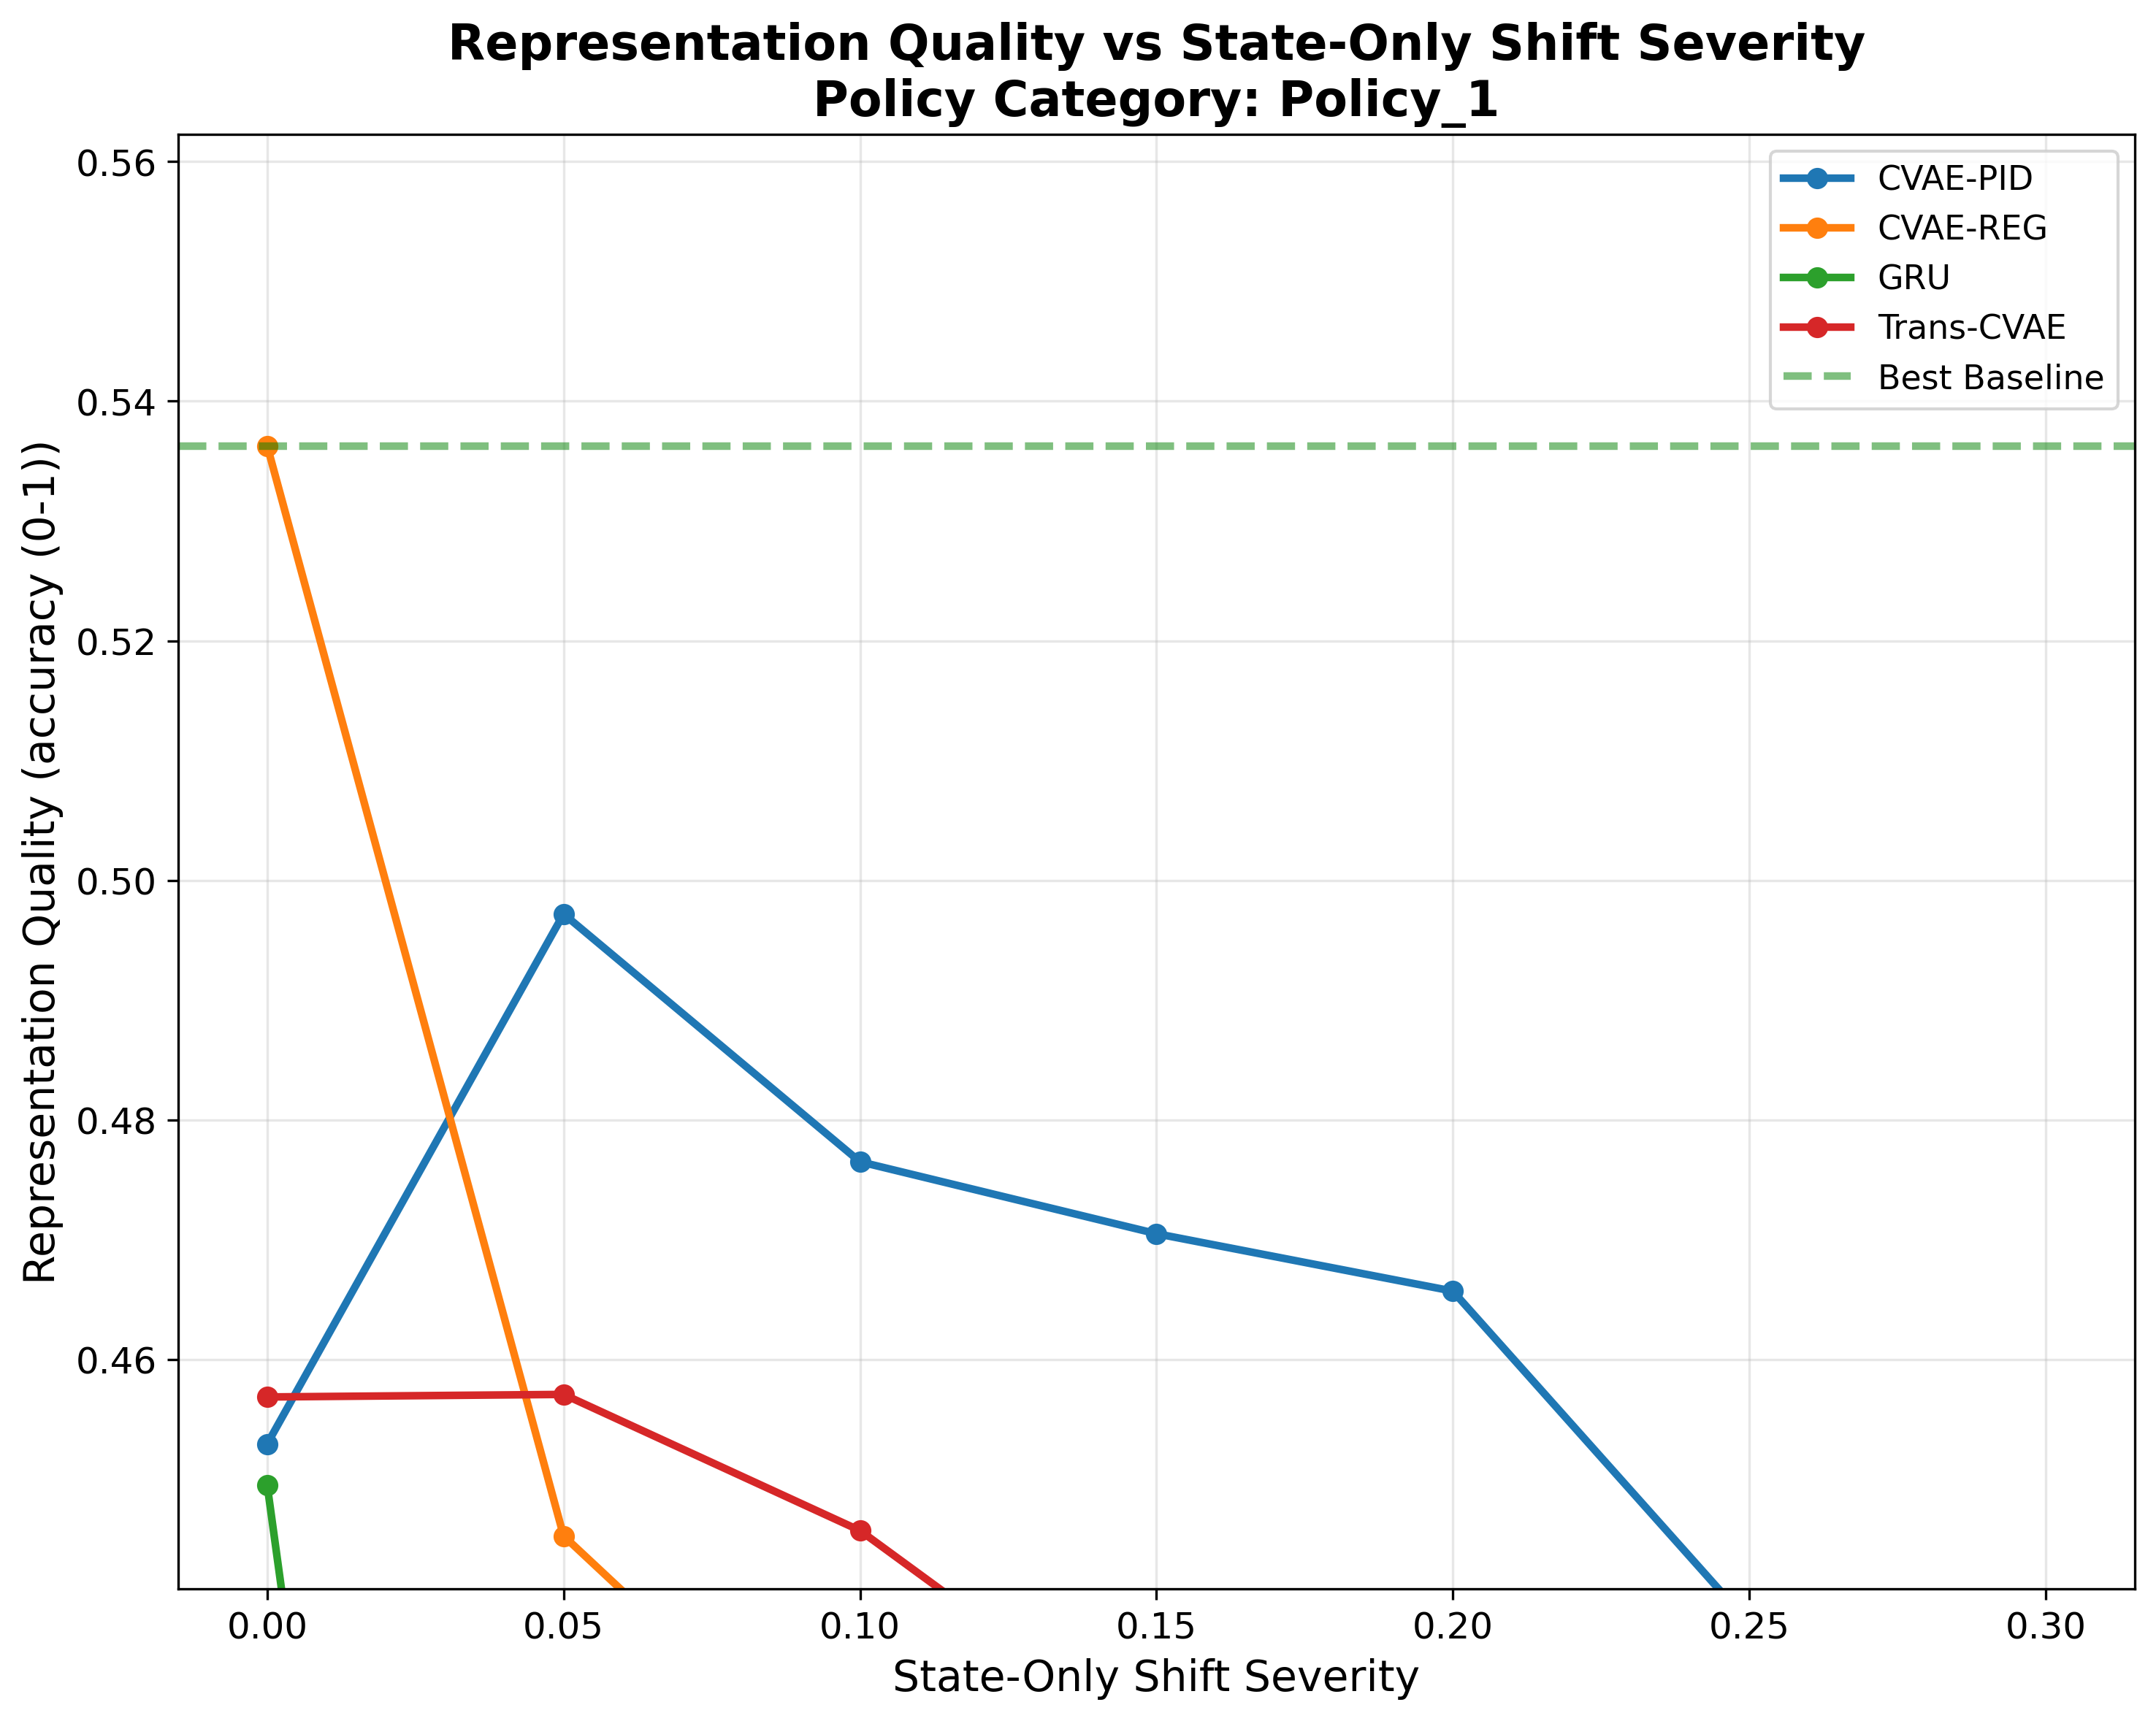 Representation Quality vs State-Only Shift Severity
Policy Category: Policy_1
Representation Quality (accuracy (0-1))
0.56
0.54
0.52
0.50
0.48
0.46
CVAE-PID
CVAE-REG
GRU
Trans-CVAE
Best Baseline
0.00 0.05 0.10 0.15 0.20 0.25 0.30
State-Only Shift Severity